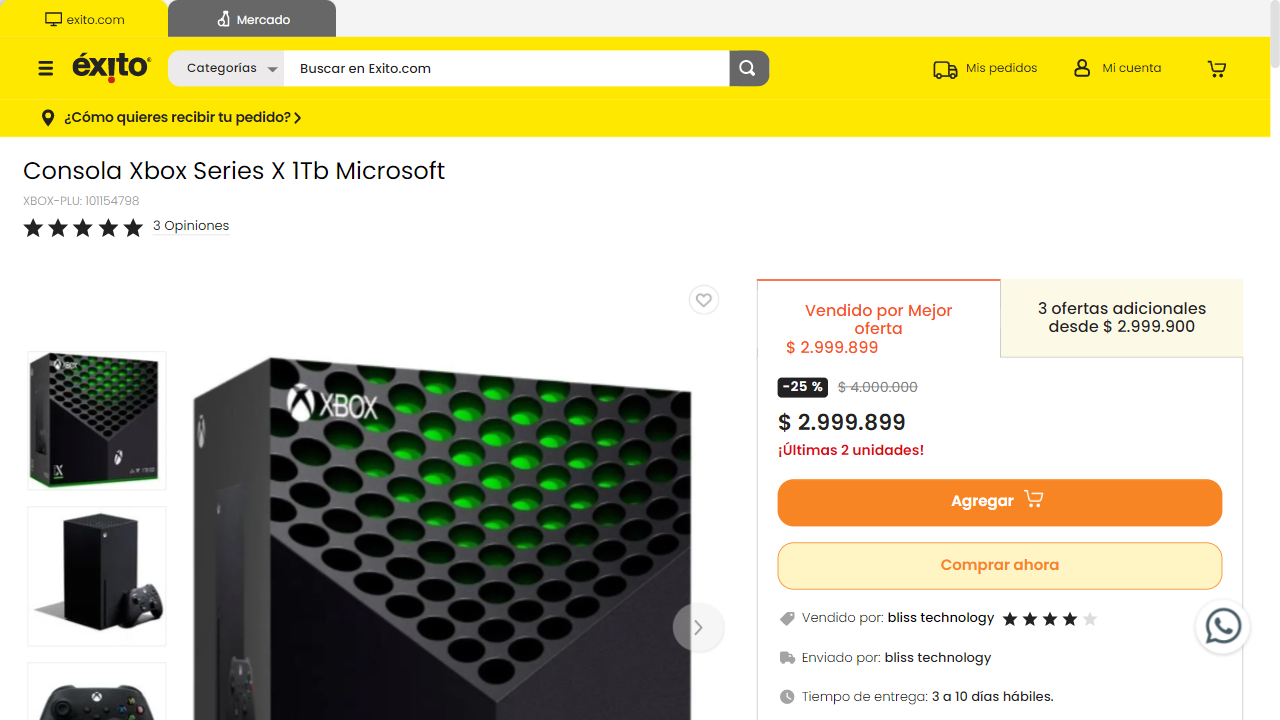 exito.com
Mercado
éxito
Categorías
Buscar en Exito.com
Mis pedidos
Mi cuenta
¿Cómo quieres recibir tu pedido?
Consola Xbox Series X 1Tb Microsoft
XBOX-PLU: 101154798
3 Opiniones
Vendido por Mejor
oferta
$ 2.999.899
3 ofertas adicionales
desde $ 2.999.900
-25 %
$ 4.000.000
$ 2.999.899
¡Últimas 2 unidades!
Agregar
Comprar ahora
Vendido por: bliss technology
Enviado por: bliss technology
Tiempo de entrega: 3 a 10 días hábiles.
XBOX
XBOX
X